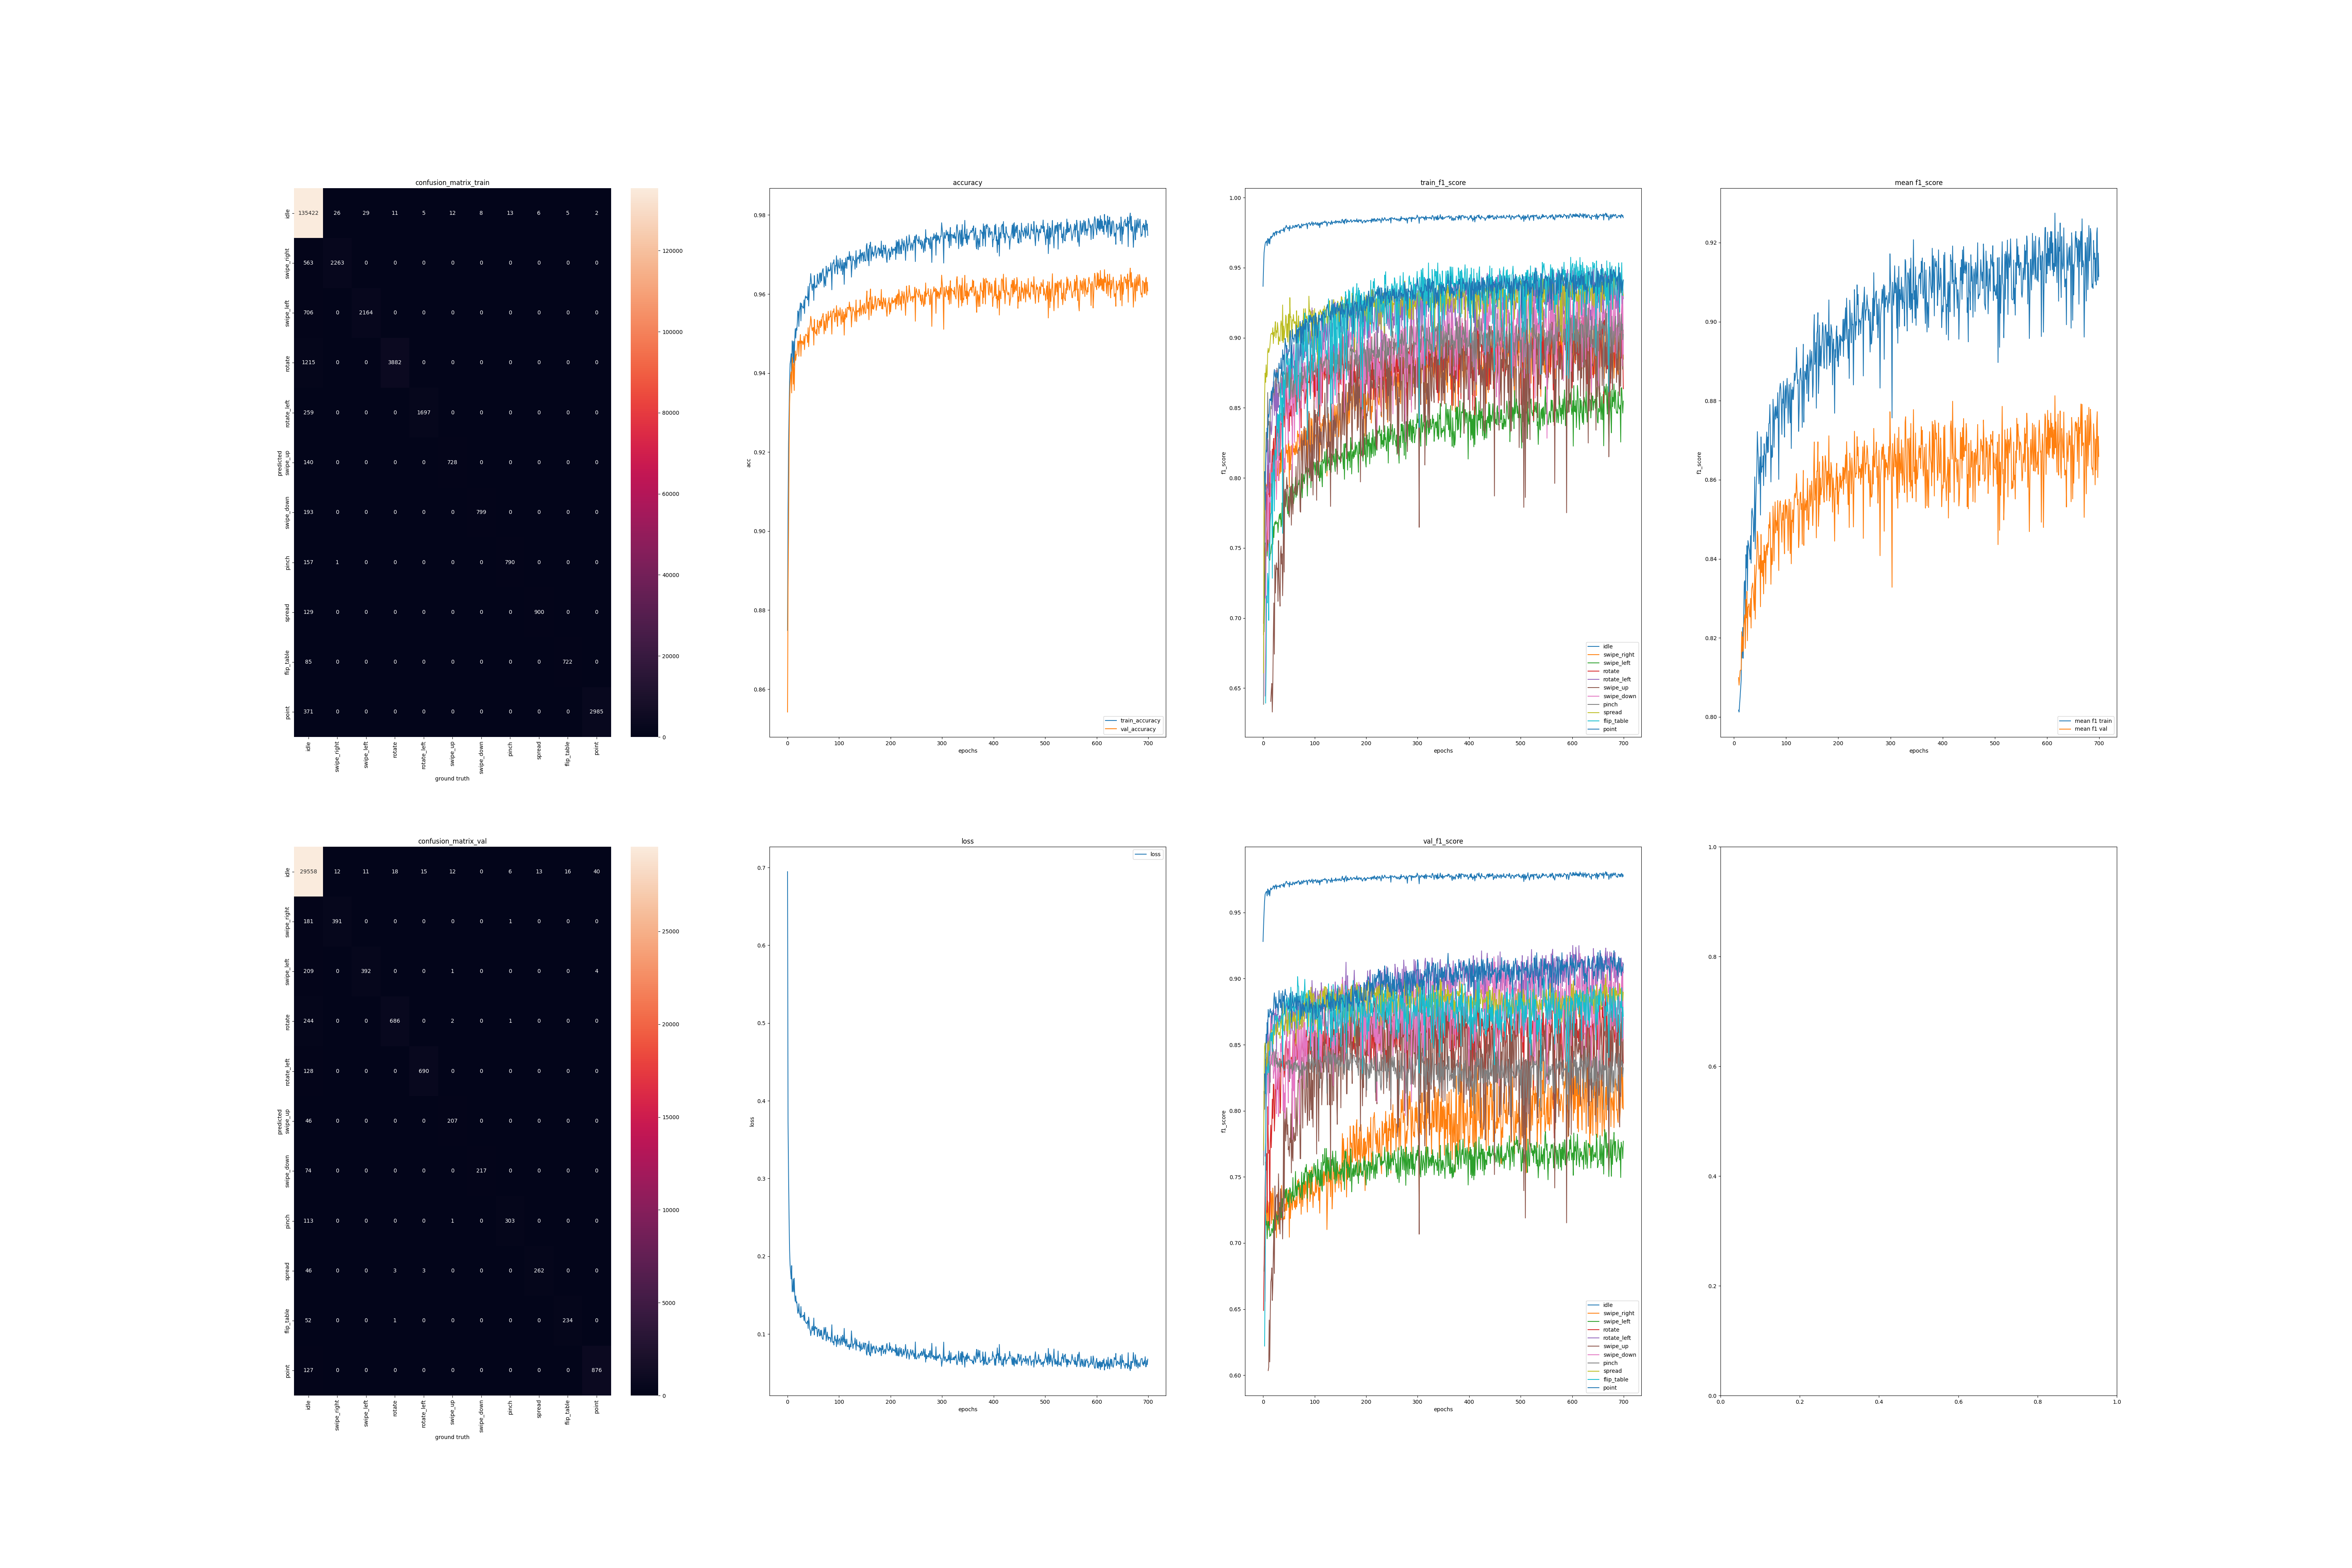 confusion_matrix_train
idle 135422 26 29 11 5 12 8 13 6 5 2
swipe_right 563 2263 0 0 0 0 0 0 0 0 0
swipe_left 706 0 2164 0 0 0 0 0 0 0 0
rotate 1215 0 0 3882 0 0 0 0 0 0 0
rotate_left 259 0 0 0 1697 0 0 0 0 0 0
predicted
swipe_up 140 0 0 0 0 728 0 0 0 0 0
swipe_down 193 0 0 0 0 0 799 0 0 0 0
pinch 157 1 0 0 0 0 0 790 0 0 0
spread 129 0 0 0 0 0 0 0 900 0 0
flip_table 85 0 0 0 0 0 0 0 0 722 0
point 371 0 0 0 0 0 0 0 0 0 2985
idle swipe_right swipe_left rotate rotate_left swipe_up swipe_down pinch spread flip_table point
ground truth
120000
100000
80000
60000
40000
20000
0
accuracy
acc
0.98
0.96
0.94
0.92
0.90
0.88
0.86
train_accuracy
val_accuracy
0 100 200 300 400 500 600 700
epochs
train_f1_score
f1_score
1.00
0.95
0.90
0.85
0.80
0.75
0.70
0.65
idle
swipe_right
swipe_left
rotate
rotate_left
swipe_up
swipe_down
pinch
spread
flip_table
point
0 100 200 300 400 500 600 700
epochs
mean f1_score
f1_score
0.92
0.90
0.88
0.86
0.84
0.82
0.80
mean f1 train
mean f1 val
0 100 200 300 400 500 600 700
epochs
confusion_matrix_val
idle 29558 12 11 18 15 12 0 6 13 16 40
swipe_right 181 391 0 0 0 0 0 1 0 0 0
swipe_left 209 0 392 0 0 1 0 0 0 0 4
rotate 244 0 0 686 0 2 0 1 0 0 0
rotate_left 128 0 0 0 690 0 0 0 0 0 0
predicted
swipe_up 46 0 0 0 0 207 0 0 0 0 0
swipe_down 74 0 0 0 0 0 217 0 0 0 0
pinch 113 0 0 0 0 1 0 303 0 0 0
spread 46 0 0 3 3 0 0 0 262 0 0
flip_table 52 0 0 1 0 0 0 0 0 234 0
point 127 0 0 0 0 0 0 0 0 0 876
idle swipe_right swipe_left rotate rotate_left swipe_up swipe_down pinch spread flip_table point
ground truth
25000
20000
15000
10000
5000
0
loss
loss
0.7
0.6
0.5
0.4
0.3
0.2
0.1
loss
0 100 200 300 400 500 600 700
epochs
val_f1_score
f1_score
0.95
0.90
0.85
0.80
0.75
0.70
0.65
0.60
idle
swipe_right
swipe_left
rotate
rotate_left
swipe_up
swipe_down
pinch
spread
flip_table
point
0 100 200 300 400 500 600 700
epochs
1.0
0.8
0.6
0.4
0.2
0.0
0.0 0.2 0.4 0.6 0.8 1.0